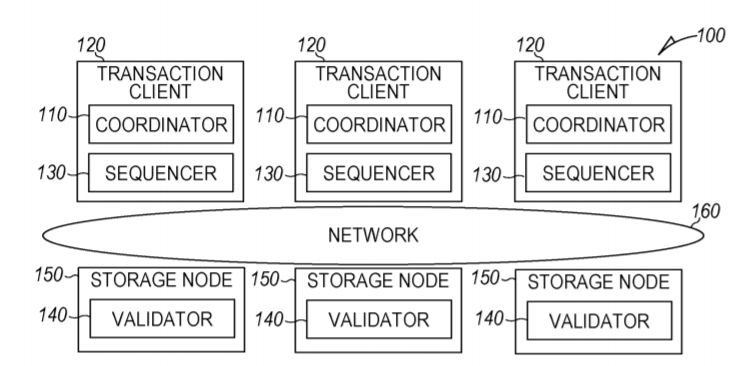 100
120 120 120
TRANSACTION CLIENT TRANSACTION CLIENT TRANSACTION CLIENT
110 COORDINATOR 110 COORDINATOR 110 COORDINATOR
130 SEQUENCER 130 SEQUENCER 130 SEQUENCER
160
NETWORK
150 STORAGE NODE 150 STORAGE NODE 150 STORAGE NODE
140 VALIDATOR 140 VALIDATOR 140 VALIDATOR